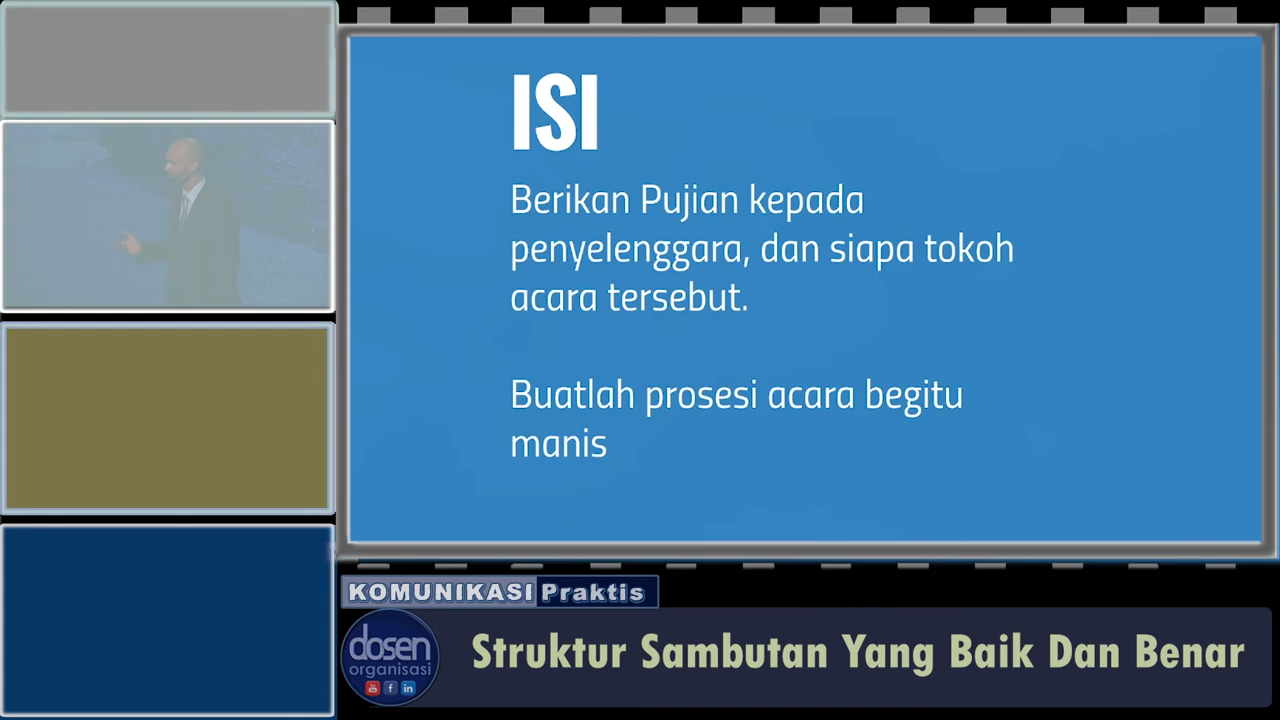 ISI
Berikan Pujian kepada
penyelenggara, dan siapa tokoh
acara tersebut.
Buatlah prosesi acara begitu
manis
KOMUNIKASI Praktis
dosen
organisasi
Struktur Sambutan Yang Baik Dan Benar